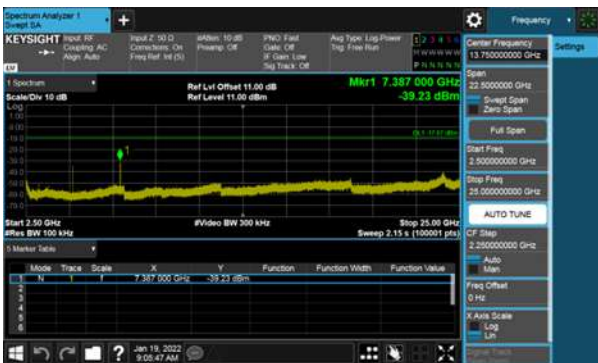 Spectrum Analyzer 1
Swept SA
+
Frequency
KEYSIGHT
Input: RF
Coupling: AC
Align: Auto
Input Z: 50 Ω
Corrections: On
Freq Ref: Int (S)
#Atten: 10 dB
Preamp: Off
PNO: Fast
Gate: Off
IF Gain: Low
Sig Track: Off
Avg Type: Log-Power
Trig: Free Run
Center Frequency
13.750000000 GHz
Settings
Span
22.5000000 GHz
Swept Span
Zero Span
Full Span
Start Freq
2.500000000 GHz
Stop Freq
25.000000000 GHz
AUTO TUNE
CF Step
2.250000000 GHz
Auto
Man
Freq Offset
0 Hz
X Axis Scale
Log
Lin
1 Spectrum
Scale/Div 10 dB
Log
Ref Lvl Offset 11.00 dB
Ref Level 11.00 dBm
Mkr1 7.387 000 GHz
-39.23 dBm
1
Start 2.50 GHz
#Res BW 100 kHz
#Video BW 300 kHz
Stop 25.00 GHz
Sweep 2.15 s (100001 pts)
5 Marker Table
Mode Trace Scale X Y Function Function Width Function Value
1 N 1 f 7.387 000 GHz -39.23 dBm
2
3
4
5
6
?
Jan 19, 2022
9:05:47 AM